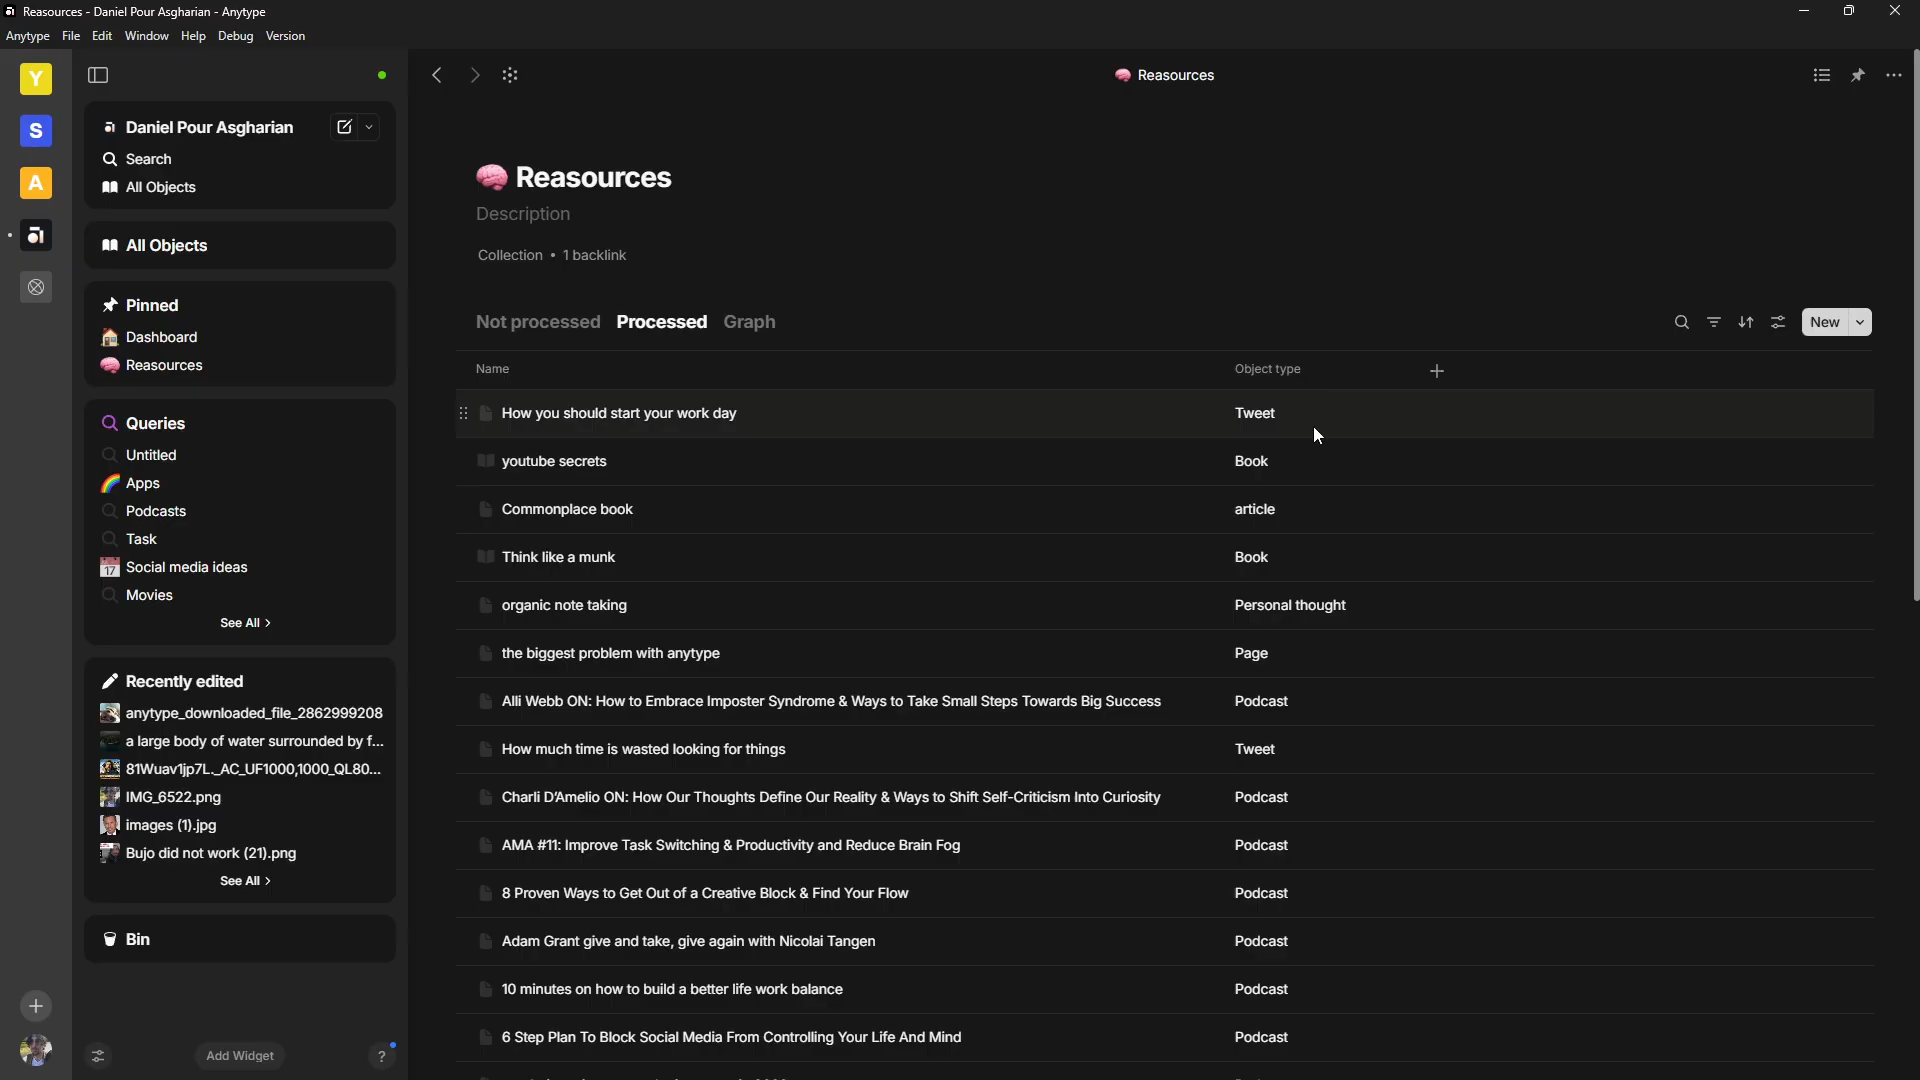 Reasources - Daniel Pour Asgharian - Anytype
Anytype File Edit Window Help Debug Version
Y
S
A
Daniel Pour Asgharian
Search
All Objects
All Objects
Pinned
Dashboard
Reasources
Queries
Untitled
Apps
Podcasts
Task
17 Social media ideas
Movies
See All >
Recently edited
anytype_downloaded_file_2862999208
a large body of water surrounded by f...
81Wuav1jp7L._AC_UF1000,1000_QL80...
IMG_6522.png
images (1).jpg
Bujo did not work (21).png
See All >
Bin
Add Widget
?
Reasources
Reasources
Description
Collection • 1 backlink
Not processed Processed Graph
New
Name Object type
How you should start your work day Tweet
youtube secrets Book
Commonplace book article
Think like a munk Book
organic note taking Personal thought
the biggest problem with anytype Page
Alli Webb ON: How to Embrace Imposter Syndrome & Ways to Take Small Steps Towards Big Success Podcast
How much time is wasted looking for things Tweet
Charli D'Amelio ON: How Our Thoughts Define Our Reality & Ways to Shift Self-Criticism Into Curiosity Podcast
AMA #11: Improve Task Switching & Productivity and Reduce Brain Fog Podcast
8 Proven Ways to Get Out of a Creative Block & Find Your Flow Podcast
Adam Grant give and take, give again with Nicolai Tangen Podcast
10 minutes on how to build a better life work balance Podcast
6 Step Plan To Block Social Media From Controlling Your Life And Mind Podcast